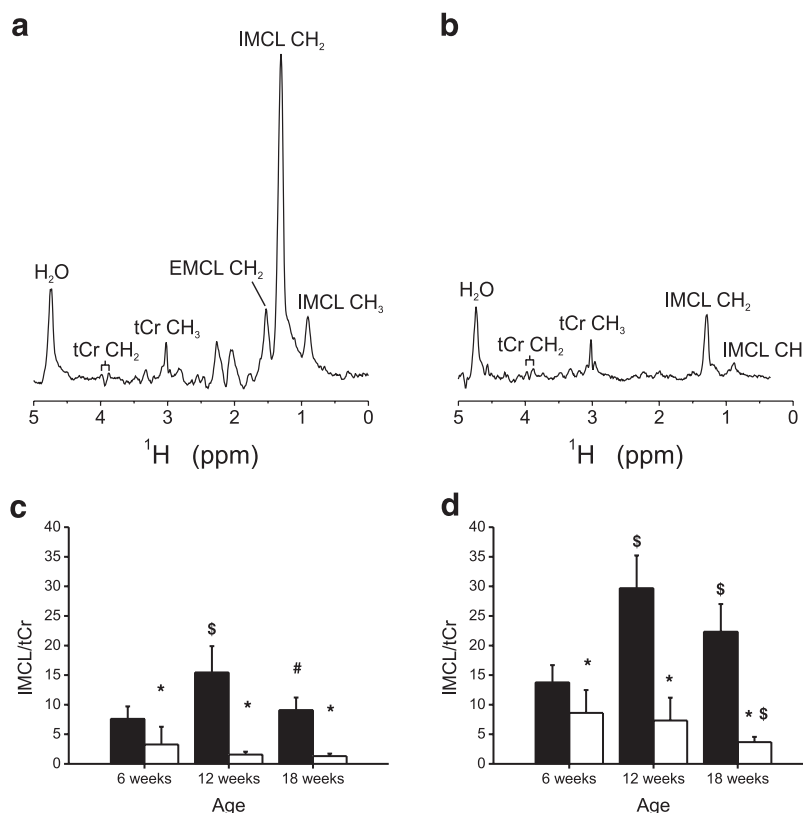 a
IMCL CH₂
H₂O
tCr CH₂
tCr CH₃
EMCL CH₂
IMCL CH₃
5 4 3 2 1 0
¹H (ppm)
b
H₂O
tCr CH₂
tCr CH₃
IMCL CH₂
IMCL CH
5 4 3 2 1 0
¹H (ppm)
c
40
35
30
25
20
15
10
5
0
IMCL/tCr
*
$
*
#
*
6 weeks 12 weeks 18 weeks
Age
d
40
35
30
25
20
15
10
5
0
IMCL/tCr
*
$
*
$
* $
6 weeks 12 weeks 18 weeks
Age